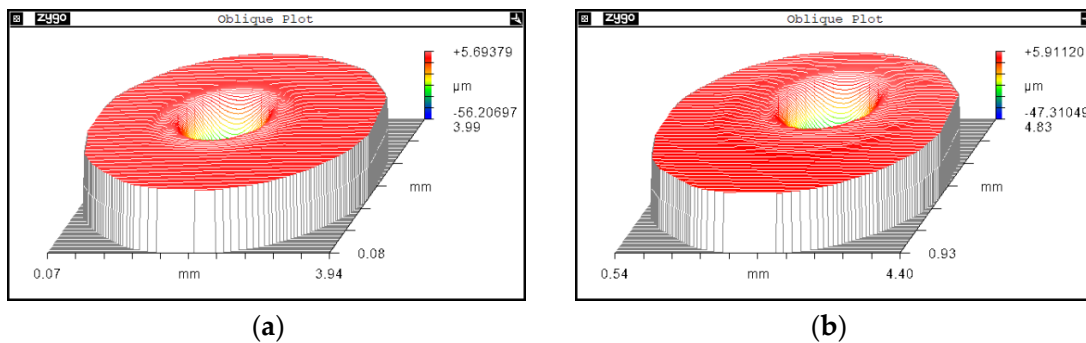 zygo Oblique Plot
+5.69379
µm
-56.20697
3.99
mm
0.08
0.07 mm 3.94
(a)
zygo Oblique Plot
+5.91120
µm
-47.31049
4.83
mm
0.93
0.54 mm 4.40
(b)